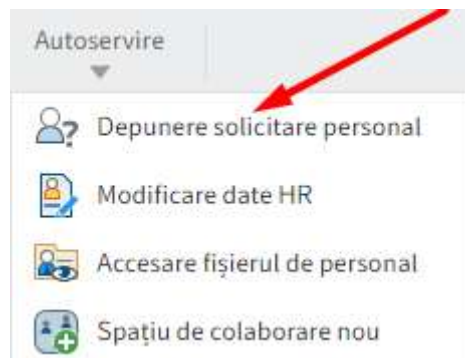 Autoservire
Depunere solicitare personal
Modificare date HR
Accesare fișierul de personal
Spațiu de colaborare nou